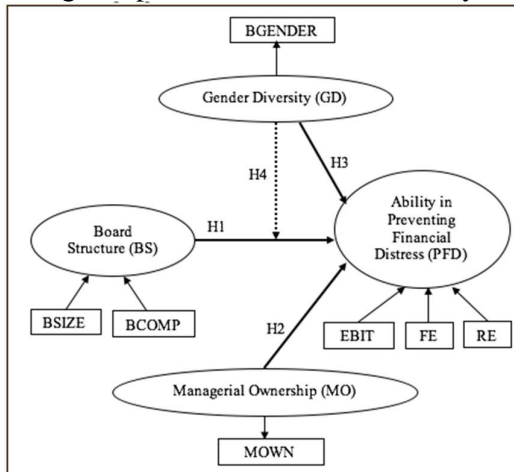 BGENDER
Gender Diversity (GD)
H4
H3
Ability in
Preventing
Financial
Distress (PFD)
Board
Structure (BS)
H1
BSIZE
BCOMP
H2
EBIT
FE
RE
Managerial Ownership (MO)
MOWN